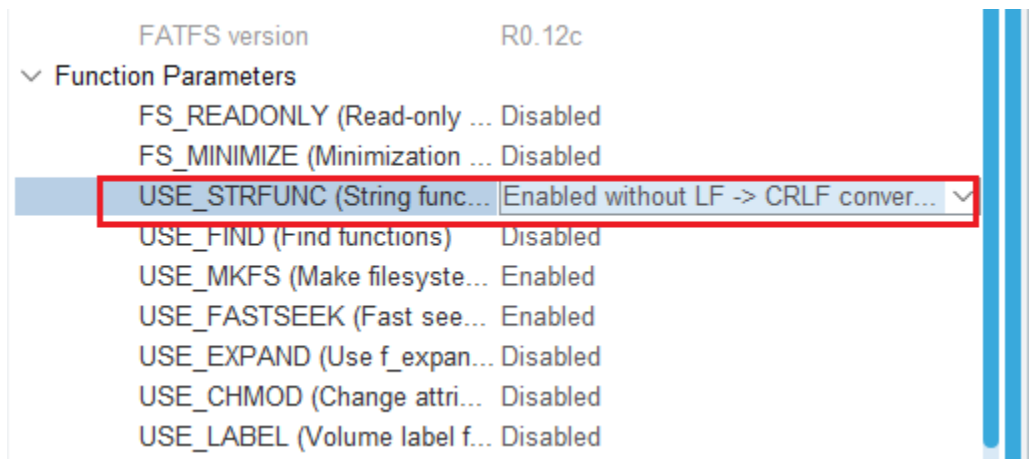 FATFS version R0.12c
Function Parameters
FS_READONLY (Read-only ... Disabled
FS_MINIMIZE (Minimization ... Disabled
USE_STRFUNC (String func... Enabled without LF -> CRLF conver...
USE_FIND (Find functions) Disabled
USE_MKFS (Make filesyste... Enabled
USE_FASTSEEK (Fast see... Enabled
USE_EXPAND (Use f_expan... Disabled
USE_CHMOD (Change attri... Disabled
USE_LABEL (Volume label f... Disabled